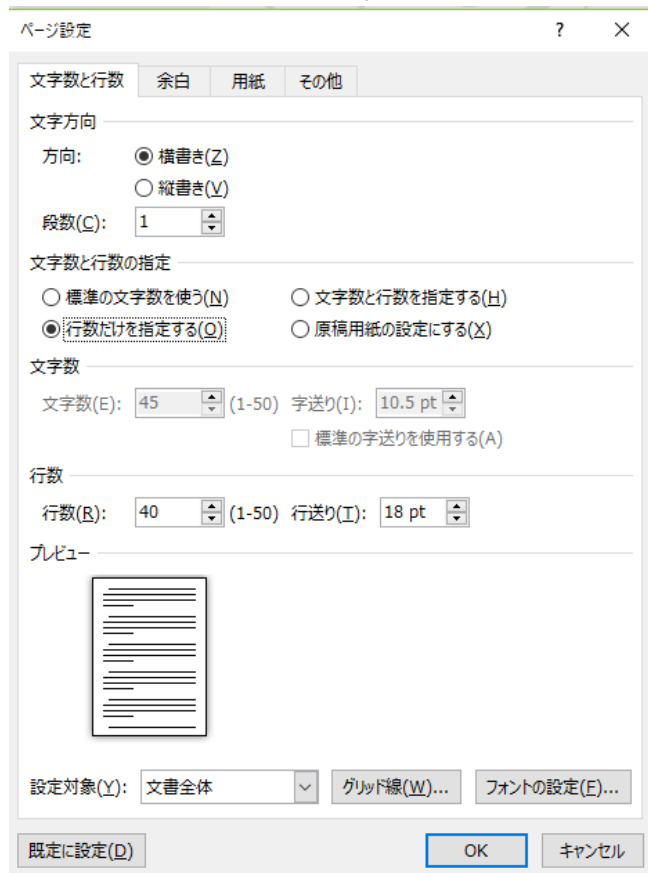 ページ設定 ? ×
文字数と行数 余白 用紙 その他
文字方向
方向: 横書き(Z)
縦書き(V)
段数(C): 1
文字数と行数の指定
標準の文字数を使う(N) 文字数と行数を指定する(H)
行数だけを指定する(O) 原稿用紙の設定にする(X)
文字数
文字数(E): 45 (1-50) 字送り(I): 10.5 pt
標準の字送りを使用する(A)
行数
行数(R): 40 (1-50) 行送り(T): 18 pt
プレビュー
設定対象(Y): 文書全体 グリッド線(W)... フォントの設定(F)...
既定に設定(D) OK キャンセル